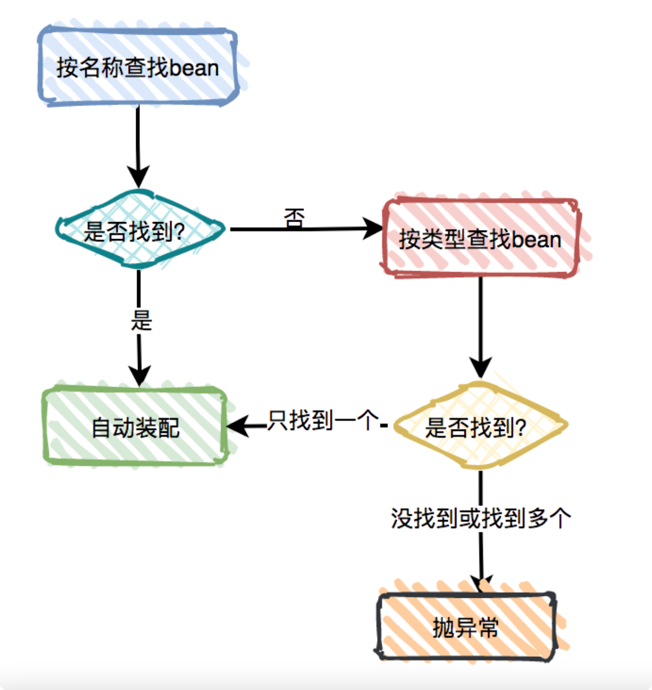 按名称查找bean
是否找到?
否
按类型查找bean
是
自动装配
只找到一个
是否找到?
没找到或找到多个
抛异常